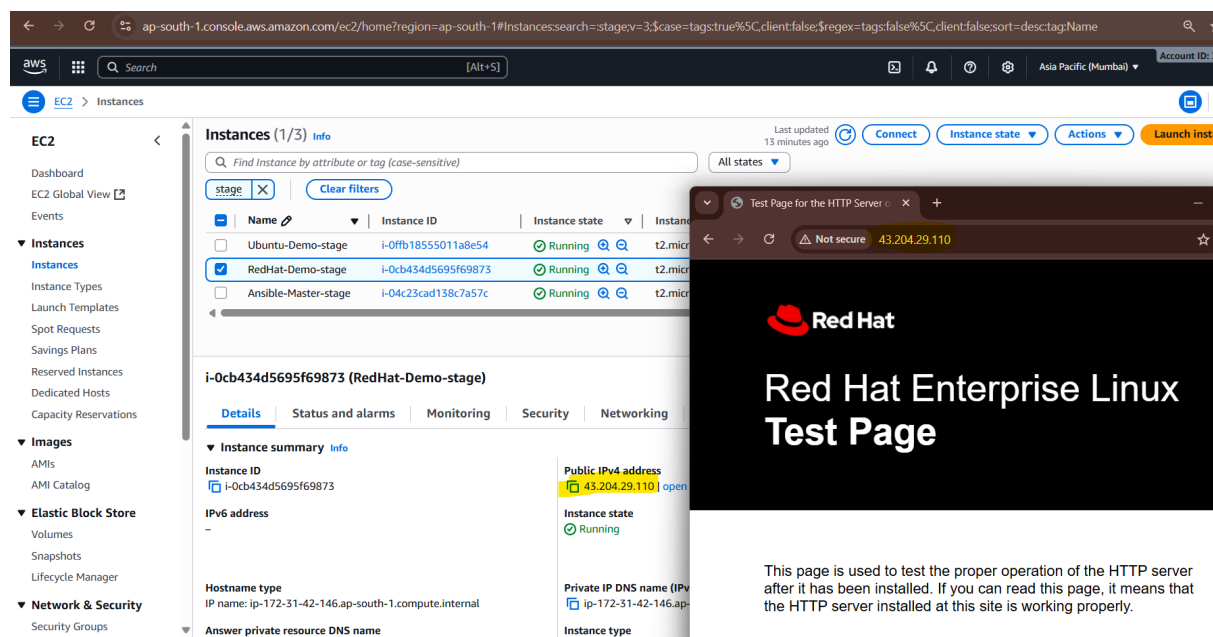 ap-south-1.console.aws.amazon.com/ec2/home?region=ap-south-1#Instances:search=:stage;v=3;$case=tags:true%5C,client:false;$regex=tags:false%5C,client:false;sort=desc:tag:Name
aws Search [Alt+S] Asia Pacific (Mumbai) Account ID:
EC2 > Instances
EC2
Dashboard
EC2 Global View
Events
Instances
Instances
Instance Types
Launch Templates
Spot Requests
Savings Plans
Reserved Instances
Dedicated Hosts
Capacity Reservations
Images
AMIs
AMI Catalog
Elastic Block Store
Volumes
Snapshots
Lifecycle Manager
Network & Security
Security Groups
Instances (1/3) Info
Last updated
13 minutes ago
Connect Instance state Actions Launch inst
Find Instance by attribute or tag (case-sensitive) All states
stage Clear filters
Name Instance ID Instance state Instanc
Ubuntu-Demo-stage i-0ffb18555011a8e54 Running t2.micr
RedHat-Demo-stage i-0cb434d5695f69873 Running t2.micr
Ansible-Master-stage i-04c23cad138c7a57c Running t2.micr
i-0cb434d5695f69873 (RedHat-Demo-stage)
Details Status and alarms Monitoring Security Networking
Instance summary Info
Instance ID
i-0cb434d5695f69873
Public IPv4 address
43.204.29.110 | open
IPv6 address
–
Instance state
Running
Hostname type
IP name: ip-172-31-42-146.ap-south-1.compute.internal
Private IP DNS name (IPv
ip-172-31-42-146.ap-
Answer private resource DNS name
Instance type
Test Page for the HTTP Server o
Not secure 43.204.29.110
Red Hat
Red Hat Enterprise Linux
Test Page
This page is used to test the proper operation of the HTTP server
after it has been installed. If you can read this page, it means that
the HTTP server installed at this site is working properly.